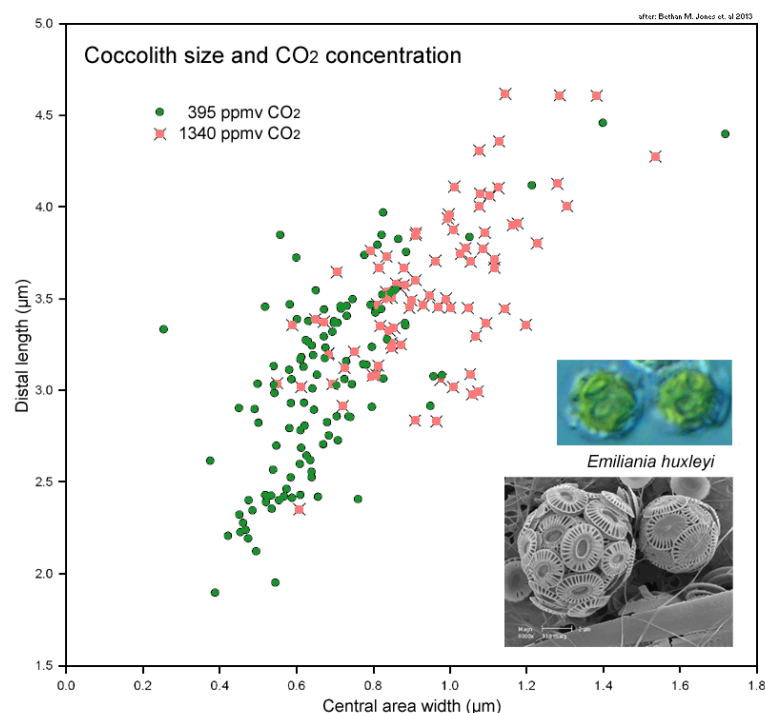 after: Bethan M. Jones et. al 2013
Coccolith size and CO2 concentration
395 ppmv CO2
1340 ppmv CO2
Distal length (µm)
5.0
4.5
4.0
3.5
3.0
2.5
2.0
1.5
Emiliania huxleyi
0.0 0.2 0.4 0.6 0.8 1.0 1.2 1.4 1.6 1.8
Central area width (µm)